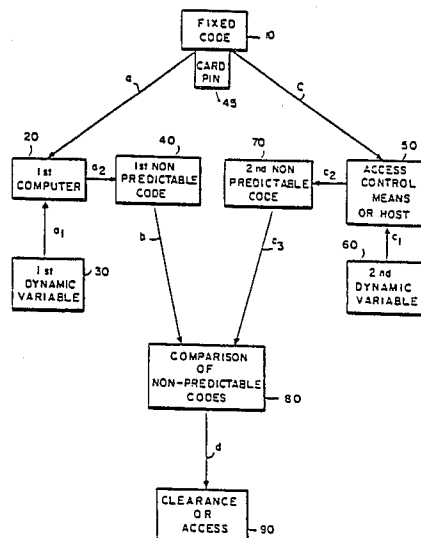 FIXED
CODE
10
CARD
PIN
45
a
C
20
1st
COMPUTER
a2
40
1st NON
PREDICTABLE
CODE
70
2nd NON
PREDICTABLE
CODE
c2
50
ACCESS
CONTROL
MEANS
OR HOST
a1
b
c3
c1
1st
DYNAMIC
VARIABLE
30
60
2nd
DYNAMIC
VARIABLE
COMPARISON
OF
NON-PREDICTABLE
CODES
80
d
CLEARANCE
OR
ACCESS
90